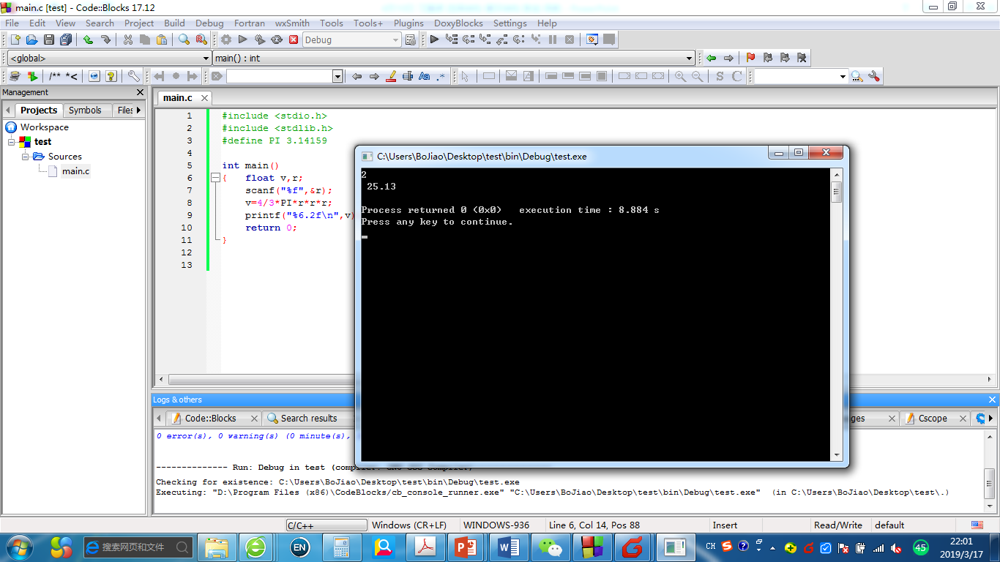 main.c [test] - Code::Blocks 17.12
File Edit View Search Project Build Debug Fortran wxSmith Tools Tools+ Plugins DoxyBlocks Settings Help
Debug
<global> main() : int
/** *<
Management
Projects Symbols Files
Workspace
test
Sources
main.c
main.c
1 #include <stdio.h>
2 #include <stdlib.h>
3 #define PI 3.14159
4
5 int main()
6 { float v,r;
7 scanf("%f",&r);
8 v=4/3*PI*r*r*r;
9 printf("%6.2f\n",v)
10 return 0;
11 }
12
13
C:\Users\BoJiao\Desktop\test\bin\Debug\test.exe
2
25.13
Process returned 0 (0x0) execution time : 8.884 s
Press any key to continue.
Logs & others
Code::Blocks Search results Cscope
0 error(s), 0 warning(s) (0 minute(s),
-------------- Run: Debug in test
Checking for existence: C:\Users\BoJiao\Desktop\test\bin\Debug\test.exe
Executing: "D:\Program Files (x86)\CodeBlocks/cb_console_runner.exe" "C:\Users\BoJiao\Desktop\test\bin\Debug\test.exe" (in C:\Users\BoJiao\Desktop\test\.)
C/C++ Windows (CR+LF) WINDOWS-936 Line 6, Col 14, Pos 88 Insert Read/Write default
搜索网页和文件 EN CH 45 22:01
2019/3/17